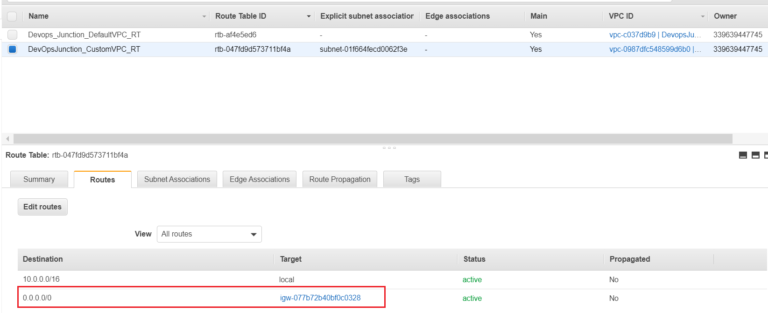 Name Route Table ID Explicit subnet association Edge associations Main VPC ID Owner
Devops_Junction_DefaultVPC_RT rtb-af4e5ed6 - - Yes vpc-c037d9b9 | DevopsJu... 339639447745
DevOpsJunction_CustomVPC_RT rtb-047fd9d573711bf4a subnet-01f664fecd0062f3e - Yes vpc-0987dfc548599d6b0 |... 339639447745
Route Table: rtb-047fd9d573711bf4a
Summary Routes Subnet Associations Edge Associations Route Propagation Tags
Edit routes
View All routes
Destination Target Status Propagated
10.0.0.0/16 local active No
0.0.0.0/0 igw-077b72b40bf0c0328 active No